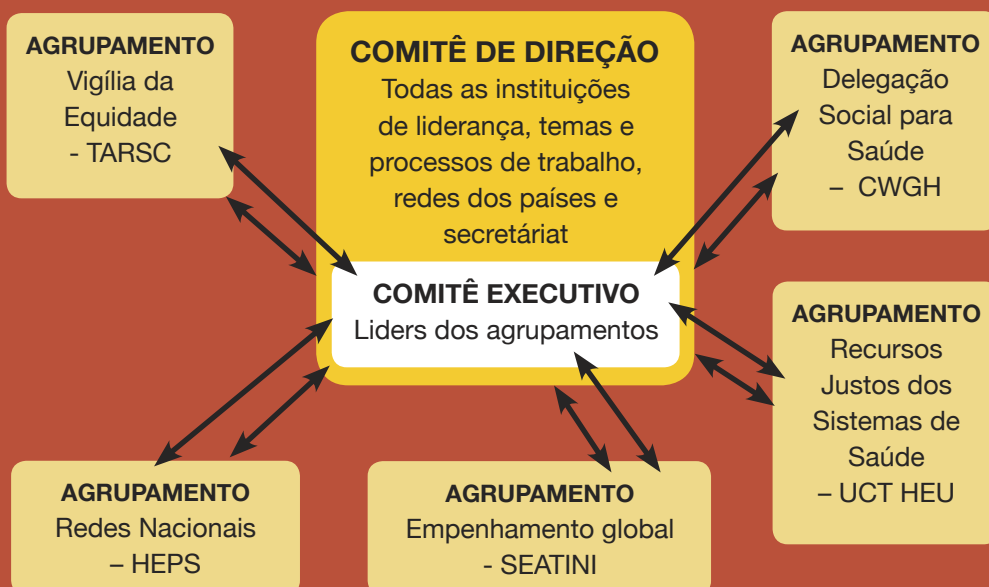 AGRUPAMENTO
Vigília da
Equidade
- TARSC
COMITÊ DE DIREÇÃO
Todas as instituições
de liderança, temas e
processos de trabalho,
redes dos países e
secretáriat
COMITÊ EXECUTIVO
Liders dos agrupamentos
AGRUPAMENTO
Delegação
Social para
Saúde
– CWGH
AGRUPAMENTO
Recursos
Justos dos
Sistemas de
Saúde
– UCT HEU
AGRUPAMENTO
Redes Nacionais
– HEPS
AGRUPAMENTO
Empenhamento global
- SEATINI